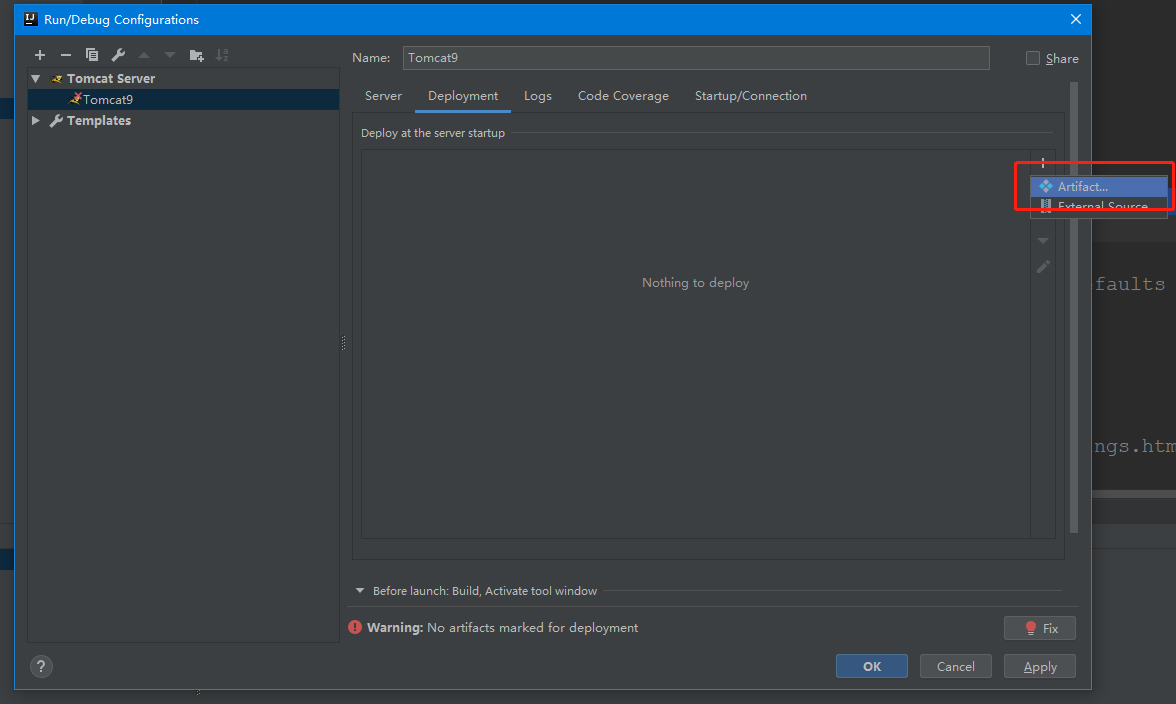 Run/Debug Configurations
Name: Tomcat9 Share
Tomcat Server
Tomcat9
Templates
Server Deployment Logs Code Coverage Startup/Connection
Deploy at the server startup
Artifact...
External Source
Nothing to deploy
faults
ngs.htm
Before launch: Build, Activate tool window
Warning: No artifacts marked for deployment
Fix
? OK Cancel Apply